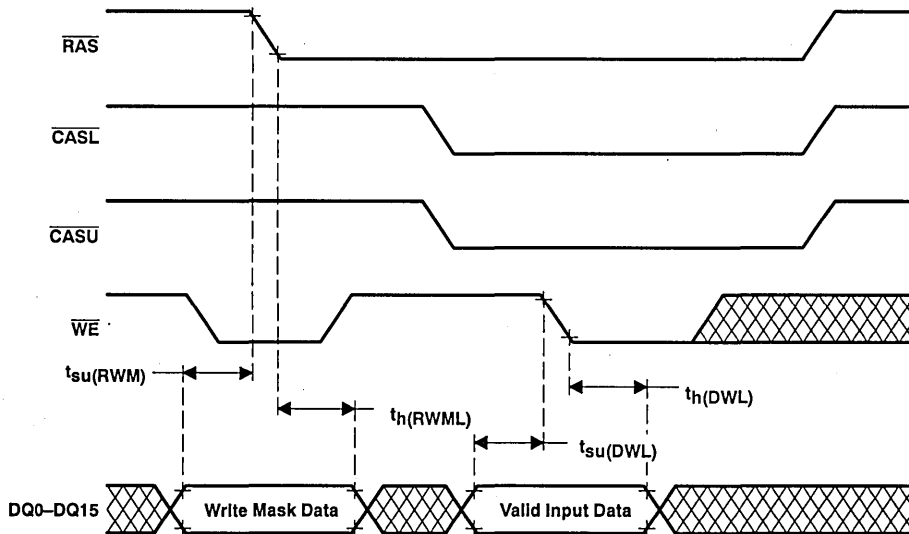 RAS
CASL
CASU
WE
tsu(RWM)
th(RWML)
th(DWL)
tsu(DWL)
DQ0–DQ15
Write Mask Data
Valid Input Data